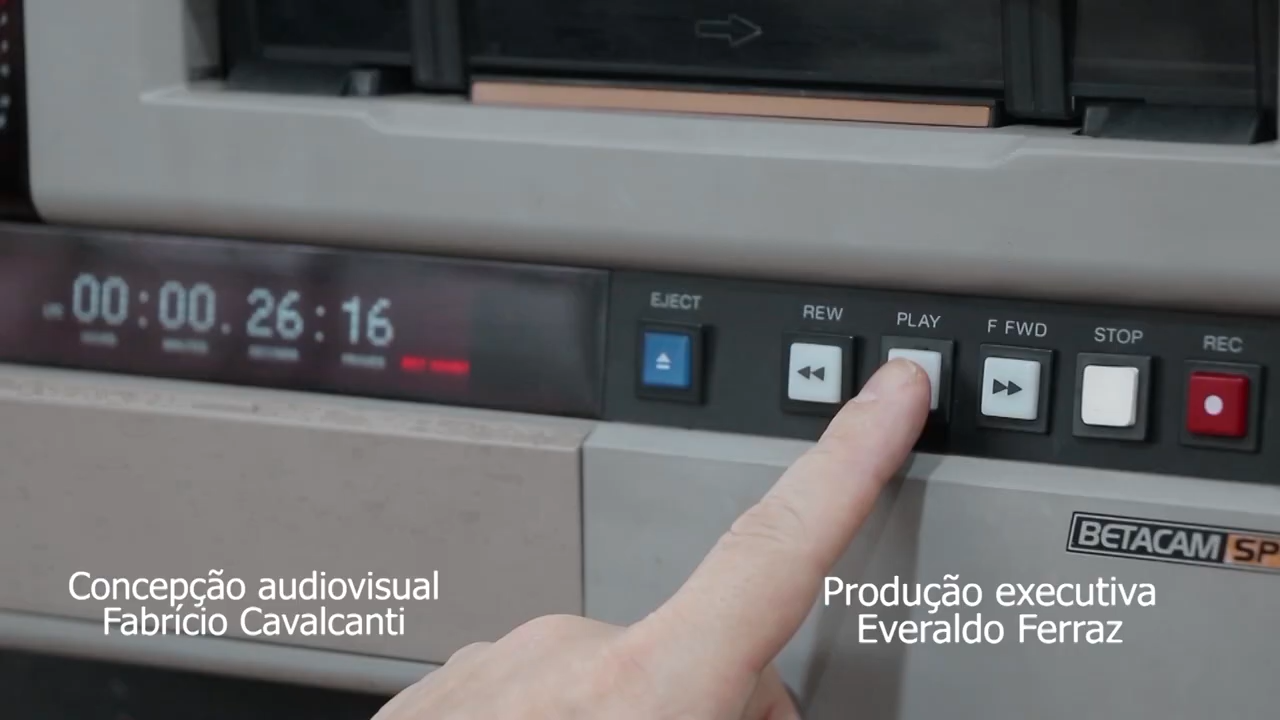 00:00.26:16
EJECT
REW
PLAY
F FWD
STOP
REC
BETACAM SP
Concepção audiovisual
Fabrício Cavalcanti
Produção executiva
Everaldo Ferraz